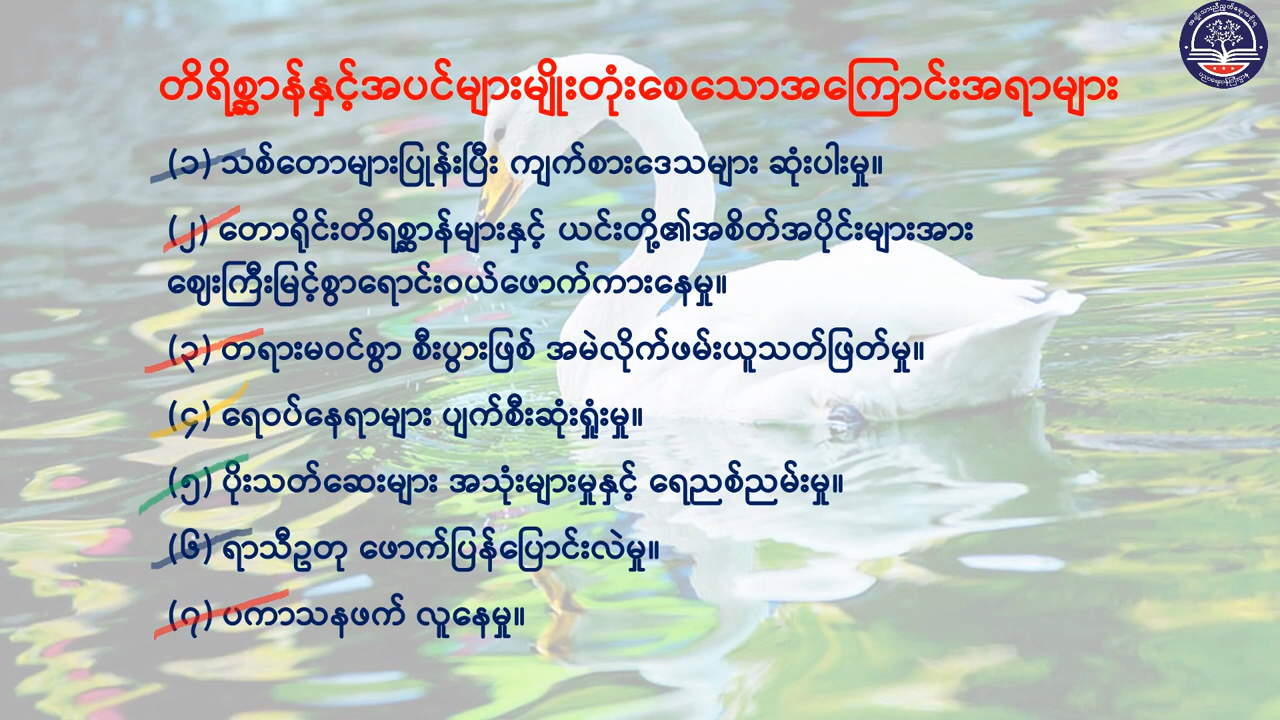 တိရိစ္ဆာန်နှင့်အပင်များမျိုးတုံးစေသောအကြောင်းအရာများ
(၁) သစ်တောများပြုန်းပြီး ကျက်စားဒေသများ ဆုံးပါးမှု။
(၂) တောရိုင်းတိရစ္ဆာန်များနှင့် ယင်းတို့၏အစိတ်အပိုင်းများအား
ဈေးကြီးမြင့်စွာရောင်းဝယ်ဖောက်ကားနေမှု။
(၃) တရားမဝင်စွာ စီးပွားဖြစ် အမဲလိုက်ဖမ်းယူသတ်ဖြတ်မှု။
(၄) ရေဝပ်နေရာများ ပျက်စီးဆုံးရှုံးမှု။
(၅) ပိုးသတ်ဆေးများ အသုံးများမှုနှင့် ရေညစ်ညမ်းမှု။
(၆) ရာသီဥတု ဖောက်ပြန်ပြောင်းလဲမှု။
(၇) ပကာသနဖက် လူနေမှု။